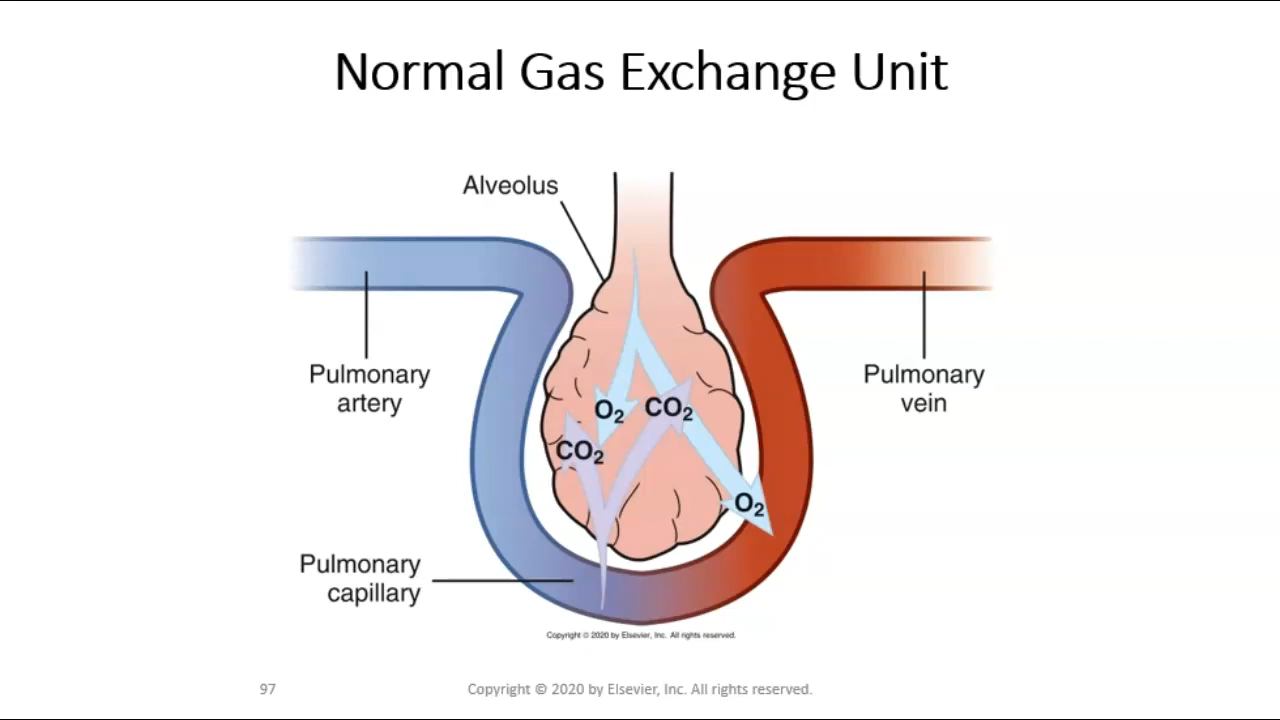 Normal Gas Exchange Unit
Alveolus
Pulmonary
artery
Pulmonary
vein
O₂
CO₂
CO₂
O₂
Pulmonary
capillary
Copyright © 2020 by Elsevier, Inc. All rights reserved.
97
Copyright © 2020 by Elsevier, Inc. All rights reserved.